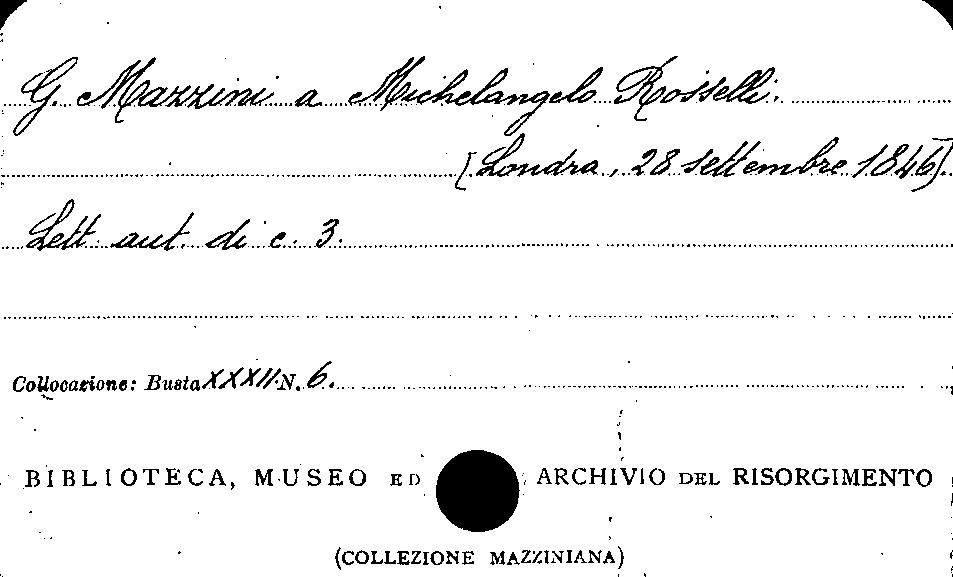 G. Mazzini a Michelangelo Rosselli.
[Londra, 28 settembre 1846].
Lett. aut. di c. 3.
Collocazione: Busta XXXII N. 6.
BIBLIOTECA, MUSEO ED ARCHIVIO DEL RISORGIMENTO
(COLLEZIONE MAZZINIANA)